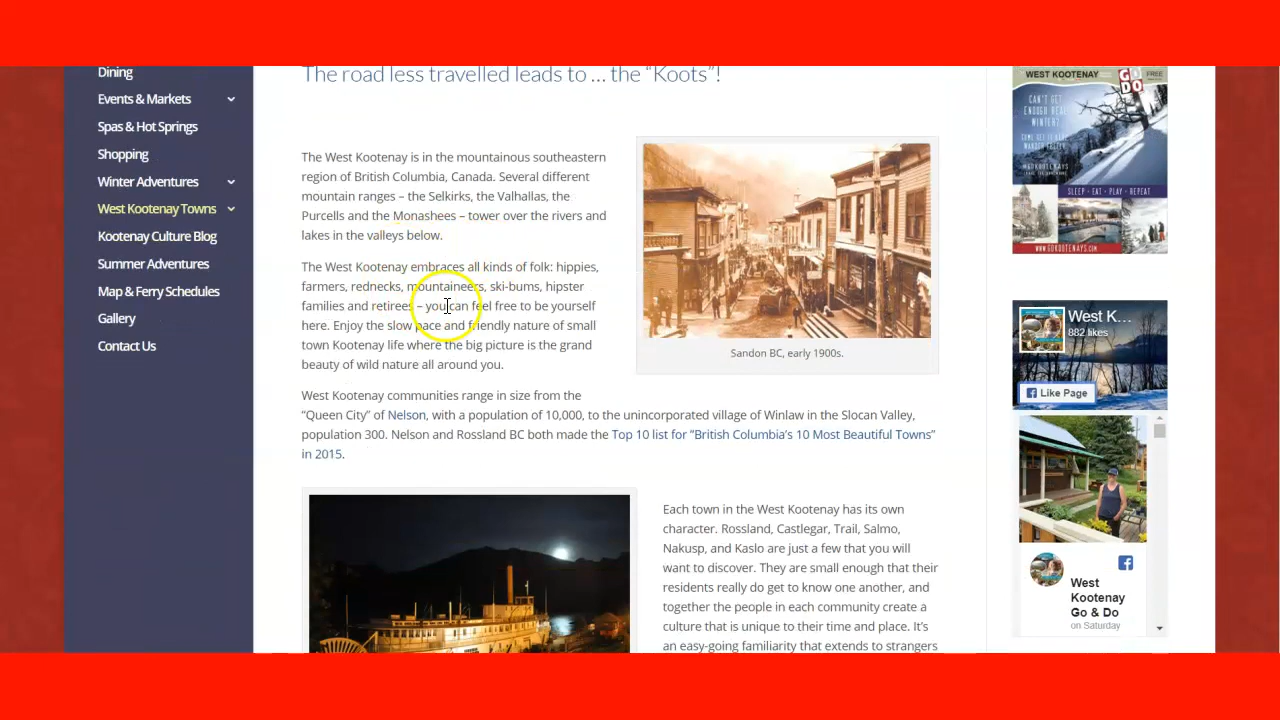 Dining
Events & Markets
Spas & Hot Springs
Shopping
Winter Adventures
West Kootenay Towns
Kootenay Culture Blog
Summer Adventures
Map & Ferry Schedules
Gallery
Contact Us
The road less travelled leads to … the “Koots”!
The West Kootenay is in the mountainous southeastern
region of British Columbia, Canada. Several different
mountain ranges – the Selkirks, the Valhallas, the
Purcells and the Monashees – tower over the rivers and
lakes in the valleys below.
The West Kootenay embraces all kinds of folk: hippies,
farmers, rednecks, mountaineers, ski-bums, hipster
families and retirees – you can feel free to be yourself
here. Enjoy the slow pace and friendly nature of small
town Kootenay life where the big picture is the grand
beauty of wild nature all around you.
Sandon BC, early 1900s.
West Kootenay communities range in size from the
“Queen City” of Nelson, with a population of 10,000, to the unincorporated village of Winlaw in the Slocan Valley,
population 300. Nelson and Rossland BC both made the Top 10 list for ”British Columbia’s 10 Most Beautiful Towns”
in 2015.
Each town in the West Kootenay has its own
character. Rossland, Castlegar, Trail, Salmo,
Nakusp, and Kaslo are just a few that you will
want to discover. They are small enough that their
residents really do get to know one another, and
together the people in each community create a
culture that is unique to their time and place. It’s
an easy-going familiarity that extends to strangers
WEST KOOTENAY
GO
DO
FREE
CAN'T GET
ENOUGH REAL
WINTER?
SLEEP - EAT - PLAY - REPEAT
WWW.GOKOOTENAYS.COM
West K...
882 likes
Like Page
West
Kootenay
Go & Do
on Saturday